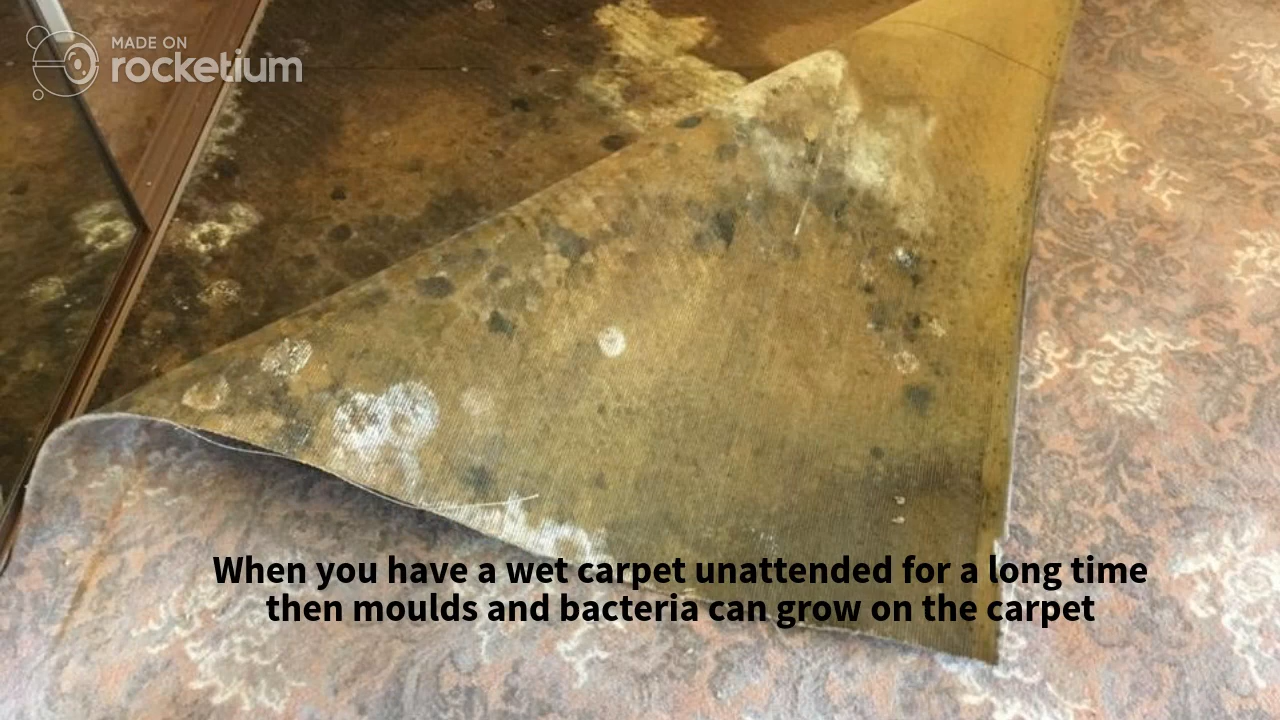 MADE ON
rocketium
When you have a wet carpet unattended for a long time
then moulds and bacteria can grow on the carpet